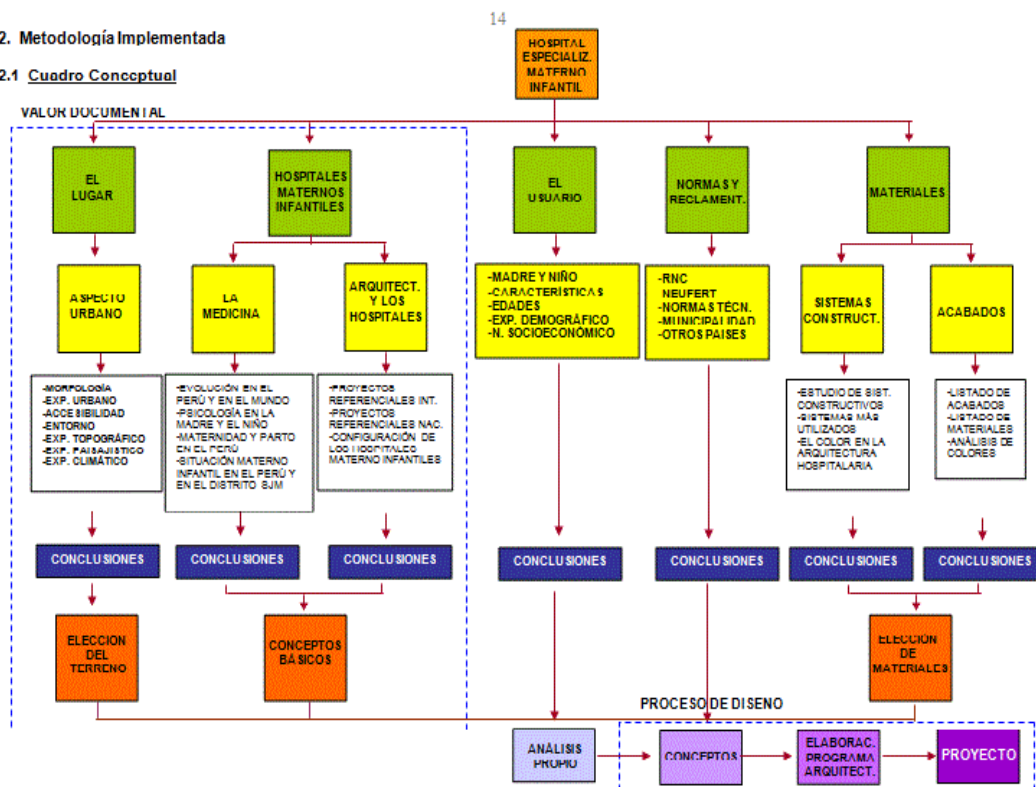 14
2. Metodología Implementada
2.1 Cuadro Conceptual
HOSPITAL
ESPECIALIZ.
MATERNO
INFANTIL
VALOR DOCUMENTAL
EL
LUGAR
HOSPITALES
MATERNOS
INFANTILES
EL
USUARIO
NORMAS Y
REGLAMENT.
MATERIALES
ASPECTO
URBANO
LA
MEDICINA
ARQUITECT.
Y LOS
HOSPITALES
-MADRE Y NIÑO
-CARACTERÍSTICAS
-EDADES
-EXP. DEMOGRÁFICO
-N. SOCIOECONÓMICO
-RNC
NEUFERT
-NORMAS TÉCN.
-MUNICIPALIDAD
-OTROS PAISES
SISTEMAS
CONSTRUCT.
ACABADOS
-MORFOLOGÍA
-EXP. URBANO
-ACCESIBILIDAD
ENTORNO
-EXP. TOPOGRÁFICO
-EXP. PAISAJISTICO
-EXP. CLIMÁTICO
-EVOLUCIÓN EN EL
PERÚ Y EN EL MUNDO
-PSICOLOGÍA EN LA
MADRE Y EL NIÑO
-MATERNIDAD Y PARTO
EN EL PERÚ
-SITUACIÓN MATERNO
INFANTIL EN EL PERÚ Y
EN EL DISTRITO SJM
-PROYECTOS
REFERENCIALES INT.
-PROYECTOS
REFERENCIALES NAC.
-CONFIGURACIÓN DE
LOS HOSPITALES
MATERNO INFANTILES
-ESTUDIO DE SIST.
CONSTRUCTIVOS
-SISTEMAS MÁS
UTILIZADOS
-EL COLOR EN LA
ARQUITECTURA
HOSPITALARIA
-LISTADO DE
ACABADOS
-LISTADO DE
MATERIALES
-ANÁLISIS DE
COLORES
CONCLUSIONES
CONCLUSIONES
CONCLUSIONES
CONCLUSIONES
CONCLUSIONES
CONCLUSIONES
CONCLUSIONES
ELECCION
DEL
TERRENO
CONCEPTOS
BÁSICOS
ELECCIÓN
DE
MATERIALES
PROCESO DE DISENO
ANÁLISIS
PROPIO
CONCEPTOS
ELABORAC.
PROGRAMA
ARQUITECT.
PROYECTO